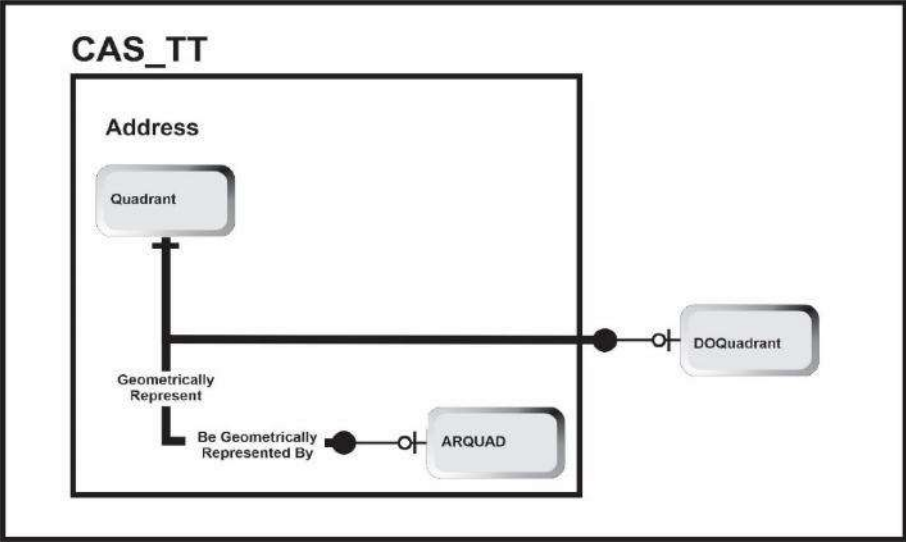 CAS_TT
Address
Quadrant
DOQuadrant
Geometrically
Represent
Be Geometrically
Represented By
ARQUAD